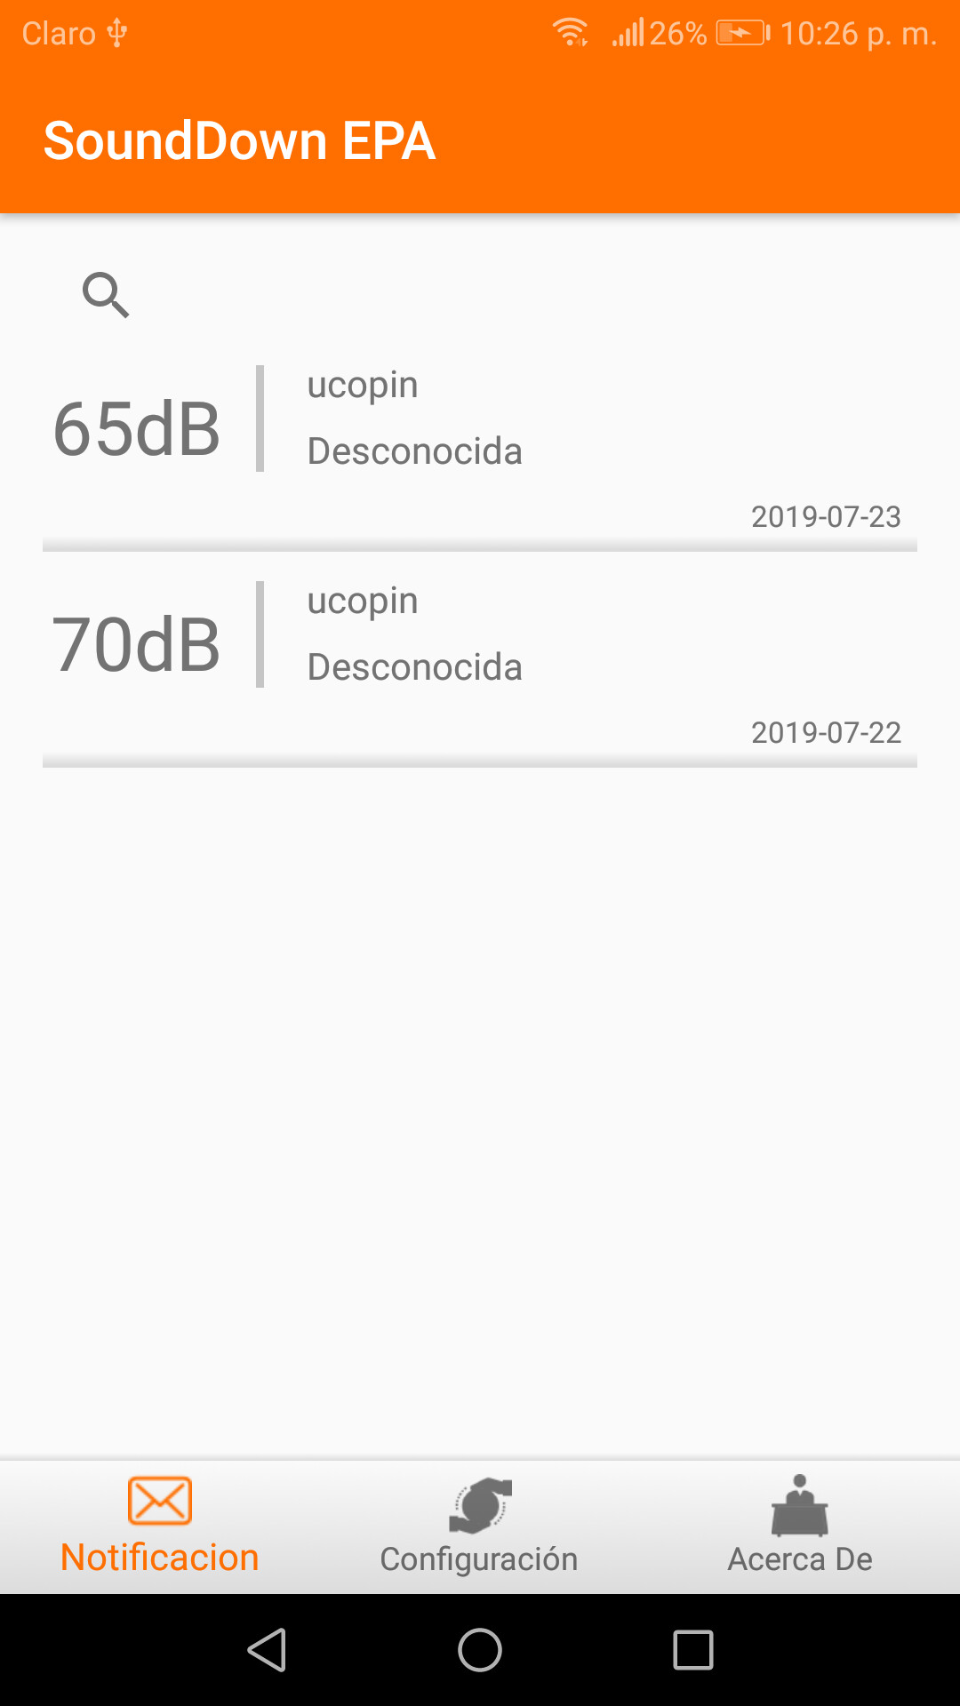 Claro 26% 10:26 p. m.
SoundDown EPA
65dB
ucopin
Desconocida
2019-07-23
70dB
ucopin
Desconocida
2019-07-22
Notificacion Configuración Acerca De